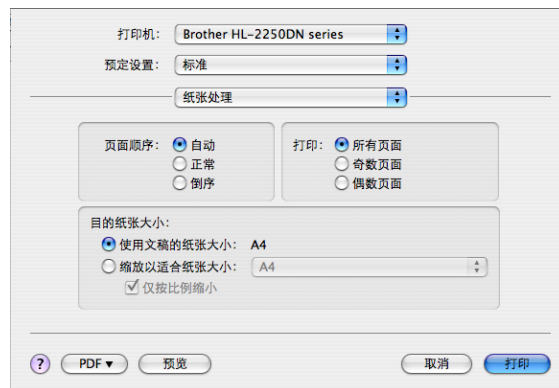 打印机： Brother HL-2250DN series
预定设置： 标准
纸张处理
页面顺序： 自动
正常
倒序
打印： 所有页面
奇数页面
偶数页面
目的纸张大小：
使用文稿的纸张大小： A4
缩放以适合纸张大小： A4
仅按比例缩小
? PDF▼ 预览 取消 打印